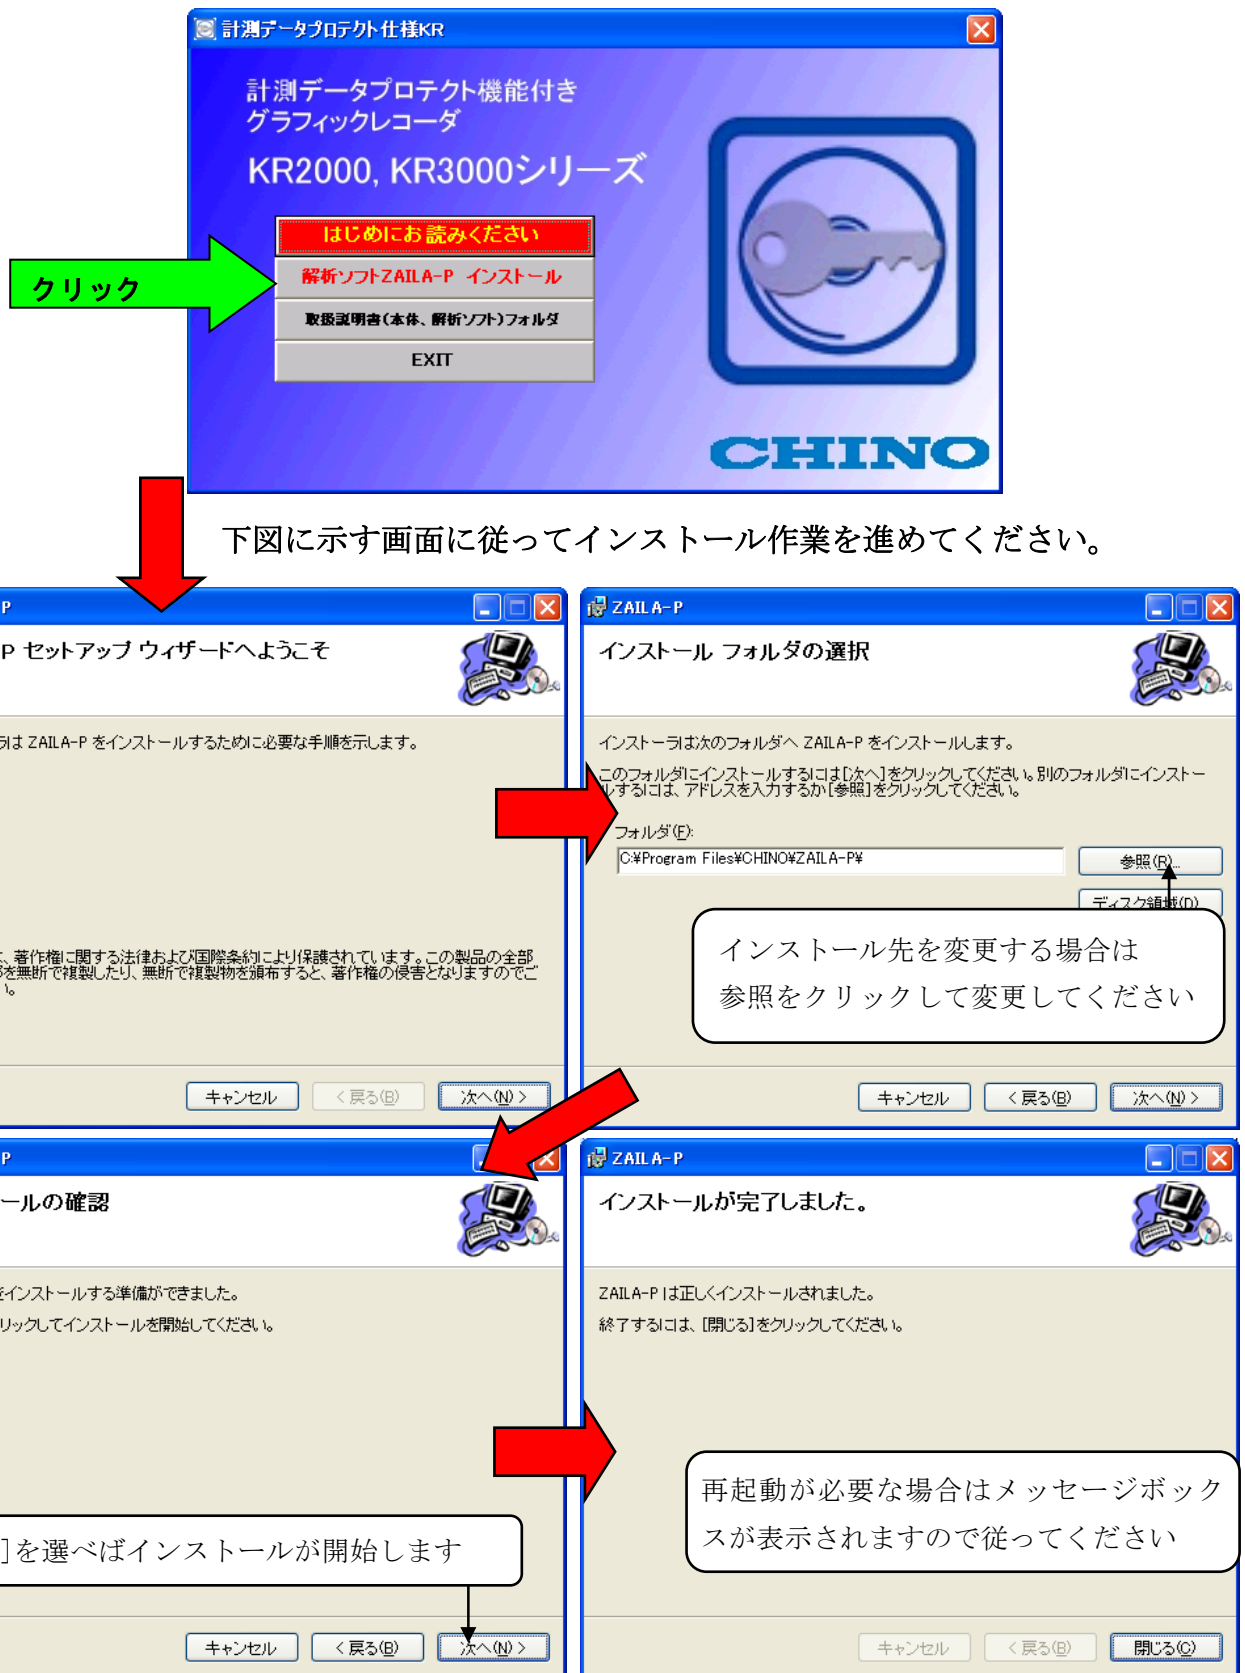 計測データプロテクト仕様KR
計測データプロテクト機能付き
グラフィックレコーダ
KR2000, KR3000シリーズ
はじめにお読みください
解析ソフトZAILA-P インストール
取扱説明書(本体、解析ソフト)フォルダ
EXIT
クリック
CHINO
下図に示す画面に従ってインストール作業を進めてください。
P
P セットアップ ウィザードへようこそ
ラは ZAILA-P をインストールするために必要な手順を示します。
、著作権に関する法律および国際条約により保護されています。この製品の全部
を無断で複製したり、無断で複製物を頒布すると、著作権の侵害となりますのでご
い。
キャンセル
< 戻る(B)
次へ(N) >
ZAILA-P
インストール フォルダの選択
インストーラは次のフォルダへ ZAILA-P をインストールします。
このフォルダにインストールするには[次へ]をクリックしてください。別のフォルダにインストー
ルするには、アドレスを入力するか[参照]をクリックしてください。
フォルダ(F):
C:¥Program Files¥CHINO¥ZAILA-P¥
参照(R)...
ディスク領域(D)
インストール先を変更する場合は
参照をクリックして変更してください
キャンセル
< 戻る(B)
次へ(N) >
P
ールの確認
をインストールする準備ができました。
リックしてインストールを開始してください。
]を選べばインストールが開始します
キャンセル
< 戻る(B)
次へ(N) >
ZAILA-P
インストールが完了しました。
ZAILA-P は正しくインストールされました。
終了するには、[閉じる]をクリックしてください。
再起動が必要な場合はメッセージボック
スが表示されますので従ってください
キャンセル
< 戻る(B)
閉じる(C)